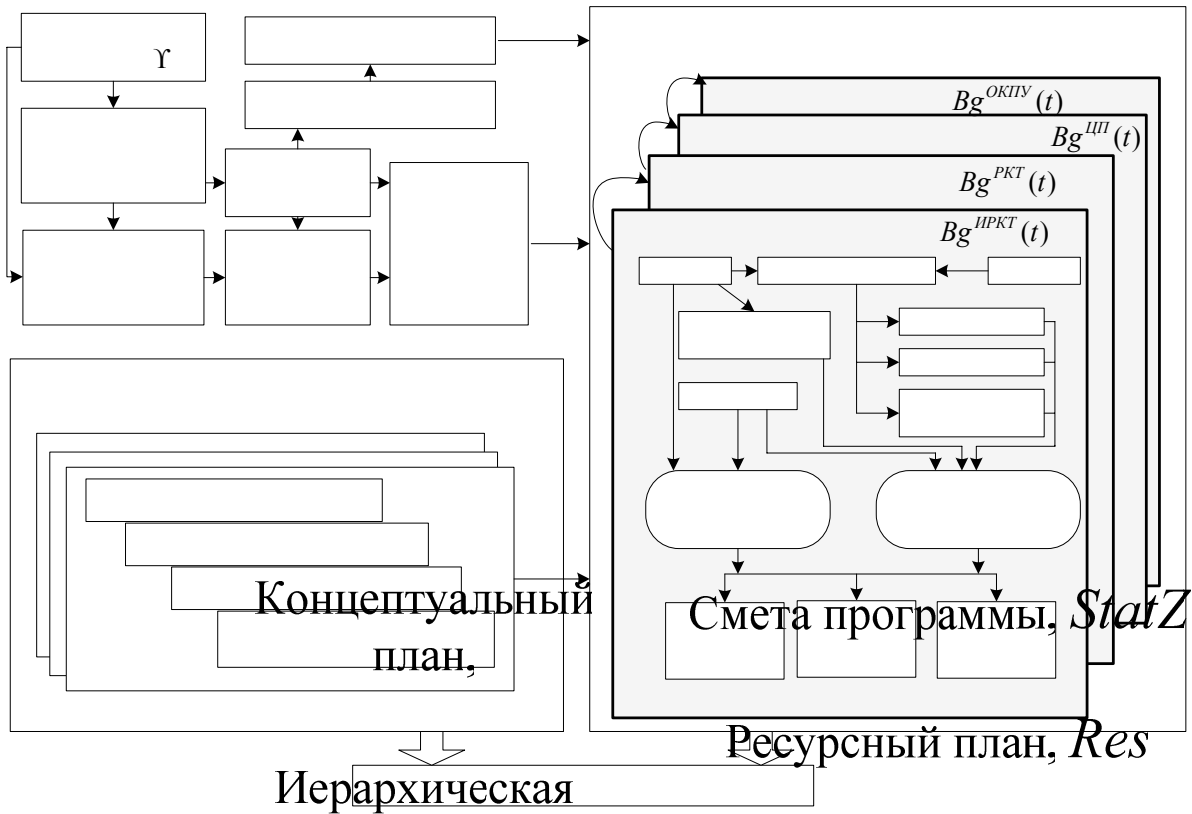 ϒ
Bg^{ОКПУ}(t)
Bg^{ЦП}(t)
Bg^{РКТ}(t)
Bg^{ИРКТ}(t)
Концептуальный
план,
Смета программы, StatZ
Ресурсный план, Res
Иерархическая